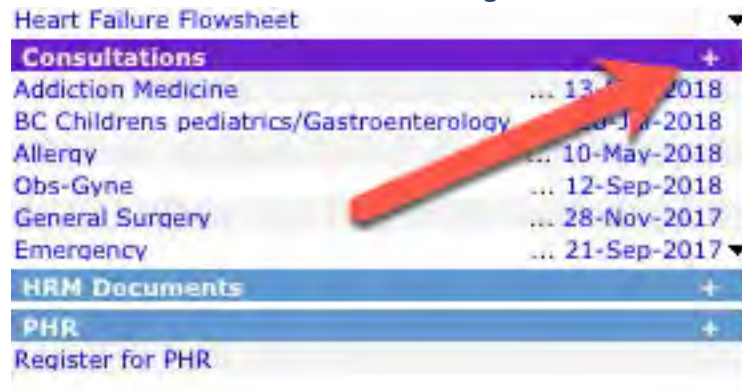 Heart Failure Flowsheet
Consultations +
Addiction Medicine ... 13- 2018
BC Childrens pediatrics/Gastroenterology -2018
Allergy ... 10-May-2018
Obs-Gyne ... 12-Sep-2018
General Surgery ... 28-Nov-2017
Emergency ... 21-Sep-2017
HRM Documents +
PHR +
Register for PHR